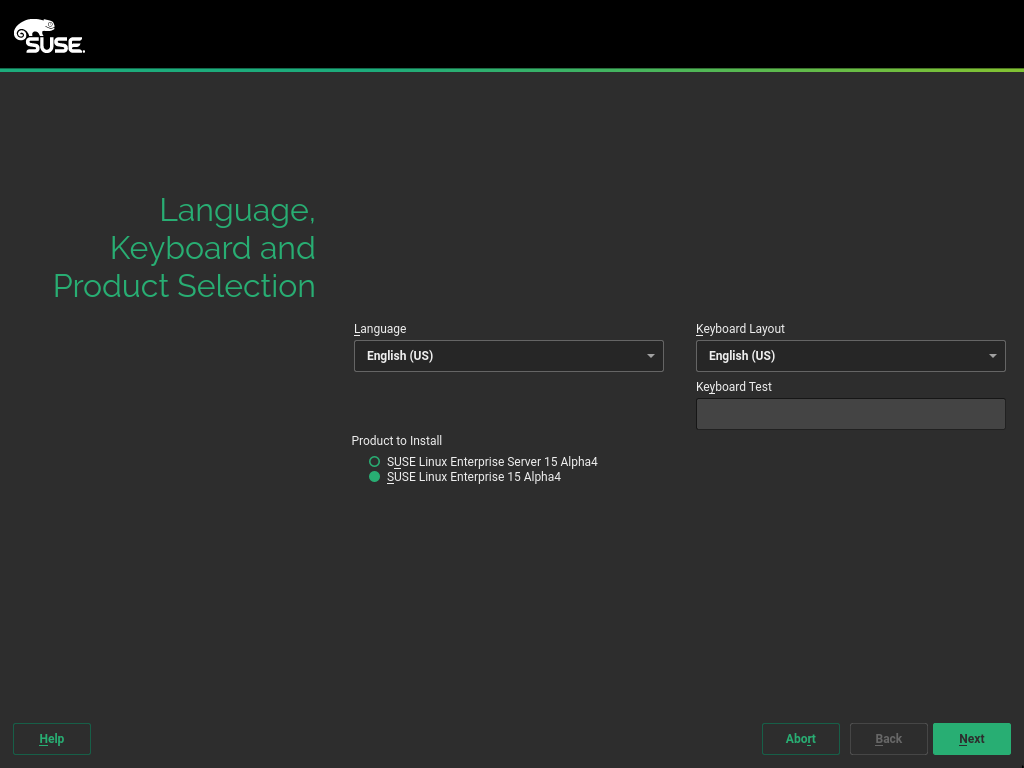 SUSE.
Language,
Keyboard and
Product Selection
Language
Keyboard Layout
English (US)
English (US)
Keyboard Test
Product to Install
SUSE Linux Enterprise Server 15 Alpha4
SUSE Linux Enterprise 15 Alpha4
Help
Abort
Back
Next